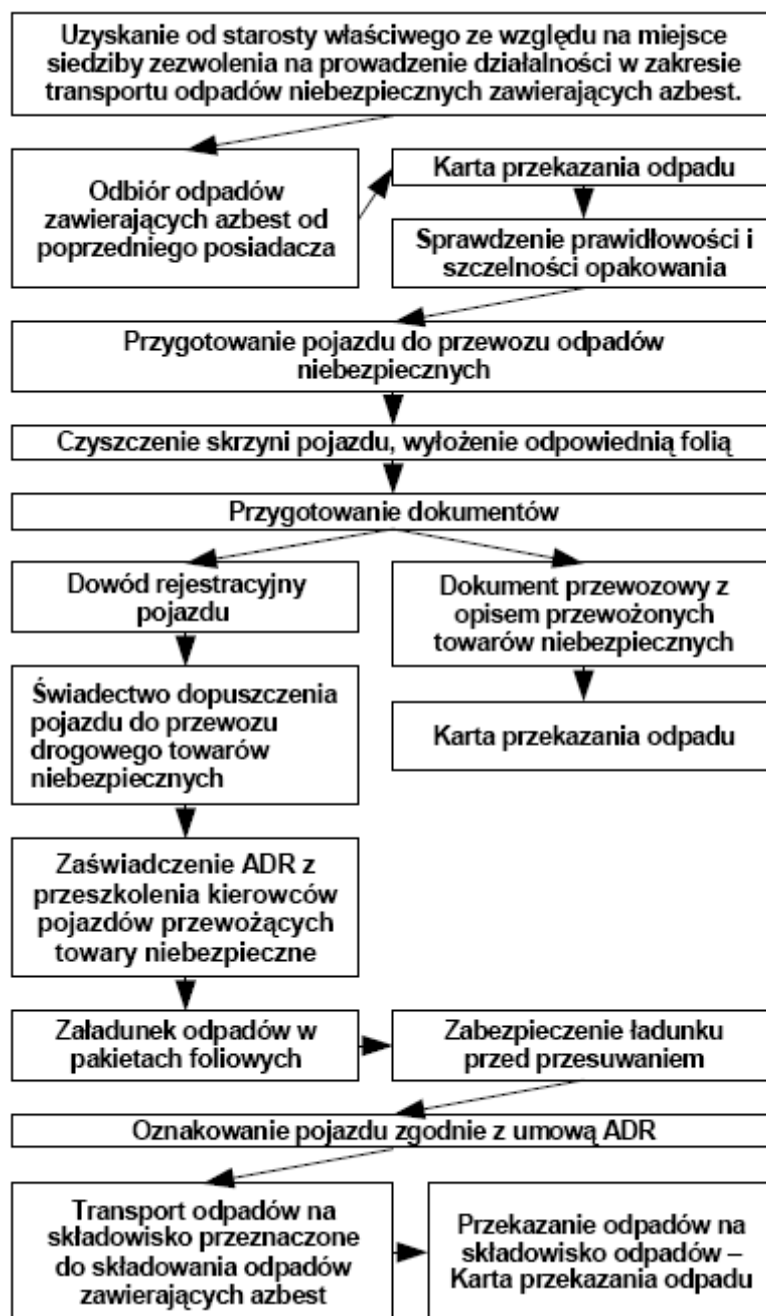 Uzyskanie od starosty właściwego ze względu na miejsce
siedziby zezwolenia na prowadzenie działalności w zakresie
transportu odpadów niebezpiecznych zawierających azbest.
Odbiór odpadów
zawierających azbest od
poprzedniego posiadacza
Karta przekazania odpadu
Sprawdzenie prawidłowości i
szczelności opakowania
Przygotowanie pojazdu do przewozu odpadów
niebezpiecznych
Czyszczenie skrzyni pojazdu, wyłożenie odpowiednią folią
Przygotowanie dokumentów
Dowód rejestracyjny
pojazdu
Świadectwo dopuszczenia
pojazdu do przewozu
drogowego towarów
niebezpiecznych
Zaświadczenie ADR z
przeszkolenia kierowców
pojazdów przewożących
towary niebezpieczne
Dokument przewozowy z
opisem przewożonych
towarów niebezpiecznych
Karta przekazania odpadu
Załadunek odpadów w
pakietach foliowych
Zabezpieczenie ładunku
przed przesuwaniem
Oznakowanie pojazdu zgodnie z umową ADR
Transport odpadów na
składowisko przeznaczone
do składowania odpadów
zawierających azbest
Przekazanie odpadów na
składowisko odpadów –
Karta przekazania odpadu